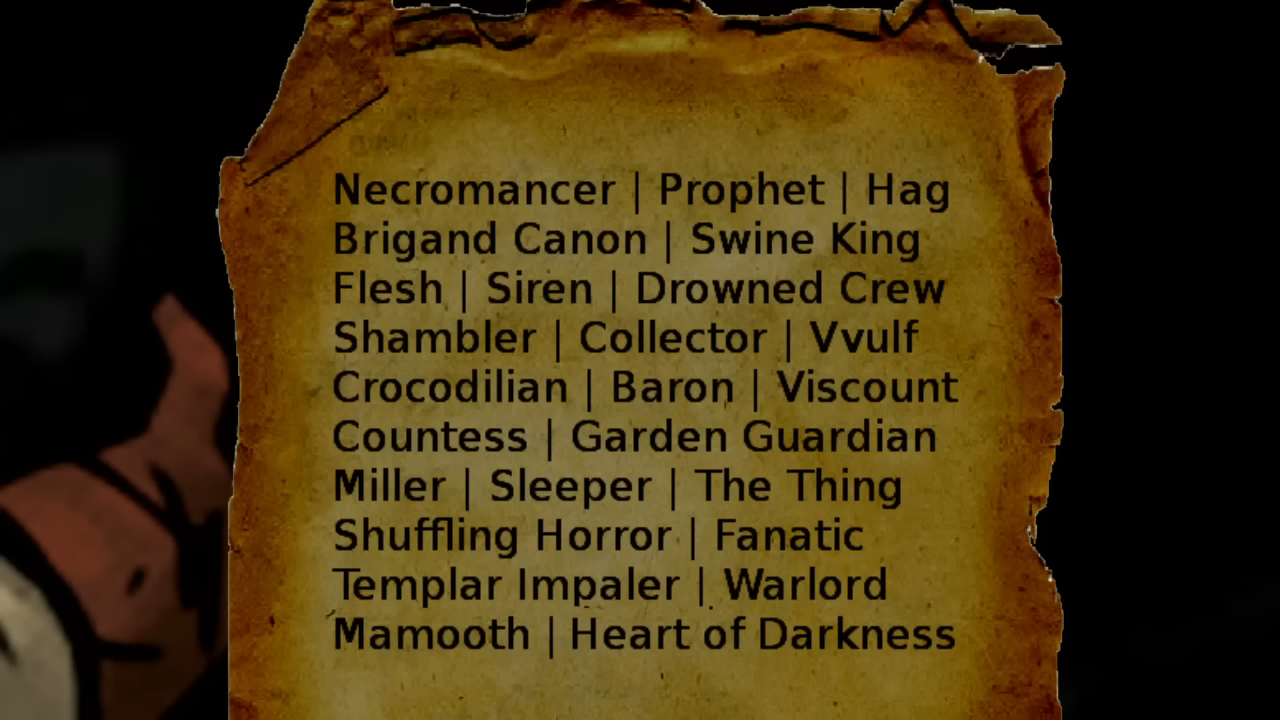 Necromancer | Prophet | Hag
Brigand Canon | Swine King
Flesh | Siren | Drowned Crew
Shambler | Collector | Vvulf
Crocodilian | Baron | Viscount
Countess | Garden Guardian
Miller | Sleeper | The Thing
Shuffling Horror | Fanatic
Templar Impaler | Warlord
Mamooth | Heart of Darkness